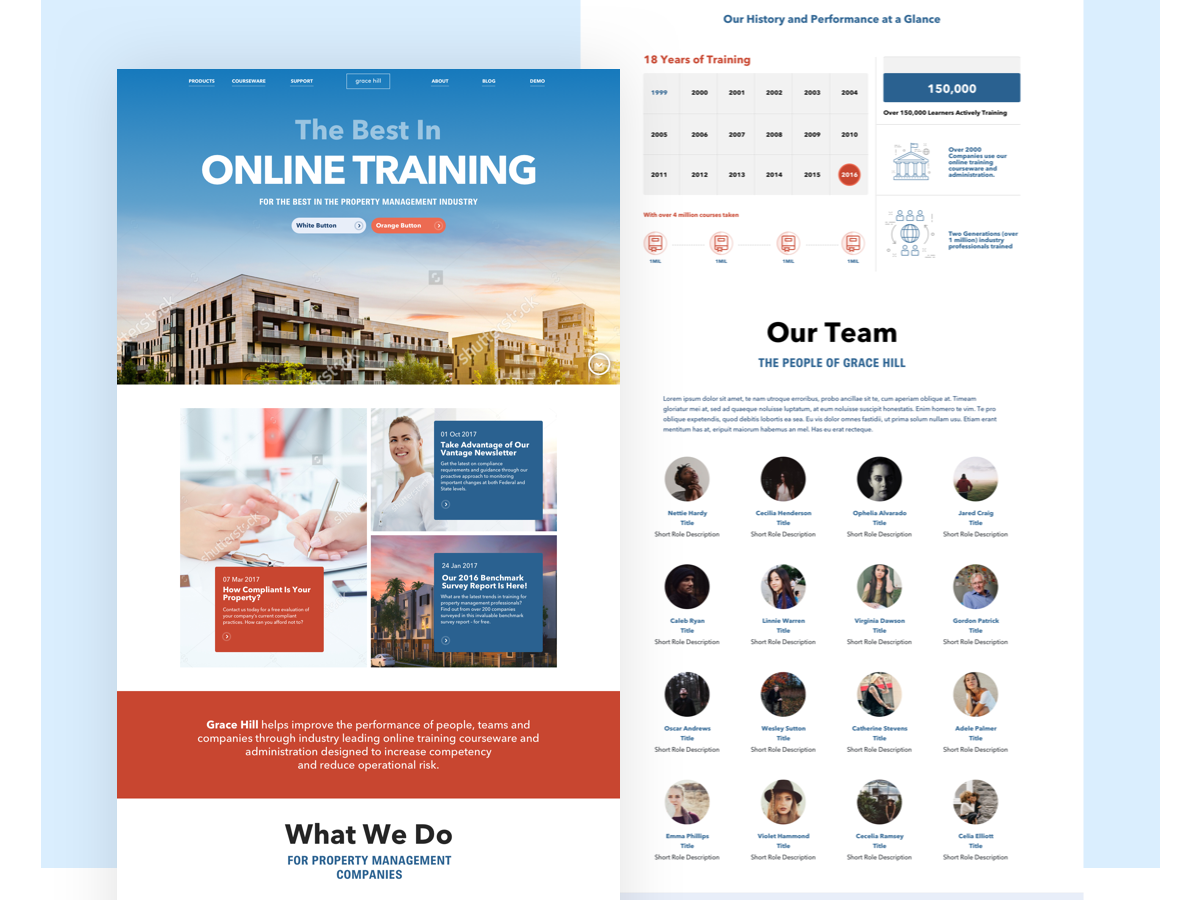 PRODUCTS COURSEWARE SUPPORT grace hill ABOUT BLOG DEMO
The Best In
ONLINE TRAINING
FOR THE BEST IN THE PROPERTY MANAGEMENT INDUSTRY
White Button Orange Button
shutterstock
shutterstock
shutterstock
01 Oct 2017
Take Advantage of Our
Vantage Newsletter
Get the latest on compliance
requirements and guidance through our
proactive approach to monitoring
important changes at both Federal and
State levels.
shutterstock
07 Mar 2017
How Compliant Is Your
Property?
Contact us today for a free evaluation of
your company's current compliant
practices. How can you afford not to?
24 Jan 2017
Our 2016 Benchmark
Survey Report Is Here!
What are the latest trends in training for
property management professionals?
Find out from over 200 companies
surveyed in this invaluable benchmark
survey report - for free.
Grace Hill helps improve the performance of people, teams and
companies through industry leading online training courseware and
administration designed to increase competency
and reduce operational risk.
What We Do
FOR PROPERTY MANAGEMENT
COMPANIES
Our History and Performance at a Glance
18 Years of Training
1999 2000 2001 2002 2003 2004
2005 2006 2007 2008 2009 2010
2011 2012 2013 2014 2015 2016
With over 4 million courses taken
1MIL 1MIL 1MIL 1MIL
150,000
Over 150,000 Learners Actively Training
Over 2000
Companies use our
online training
courseware and
administration.
Two Generations (over
1 million) industry
professionals trained
Our Team
THE PEOPLE OF GRACE HILL
Lorem ipsum dolor sit amet, te nam utroque erroribus, probo ancillae sit te, cum aperiam oblique at. Timeam
gloriatur mei at, sed ad quaeque noluisse luptatum, at eum noluisse suscipit honestatis. Enim homero te vim. Te pro
oblique expetendis, quod debitis lobortis ea sea. Eu vis dolor omnes fastidii, ut prima solum nullam usu. Etiam erant
mentitum has at, eripuit maiorum habemus an mel. Has eu erat recteque.
Nettie Hardy Cecilia Henderson Ophelia Alvarado Jared Craig
Title Title Title Title
Short Role Description Short Role Description Short Role Description Short Role Description
Caleb Ryan Linnie Warren Virginia Dawson Gordon Patrick
Title Title Title Title
Short Role Description Short Role Description Short Role Description Short Role Description
Oscar Andrews Wesley Sutton Catherine Stevens Adele Palmer
Title Title Title Title
Short Role Description Short Role Description Short Role Description Short Role Description
Emma Phillips Violet Hammond Cecelia Ramsey Celia Elliott
Title Title Title Title
Short Role Description Short Role Description Short Role Description Short Role Description